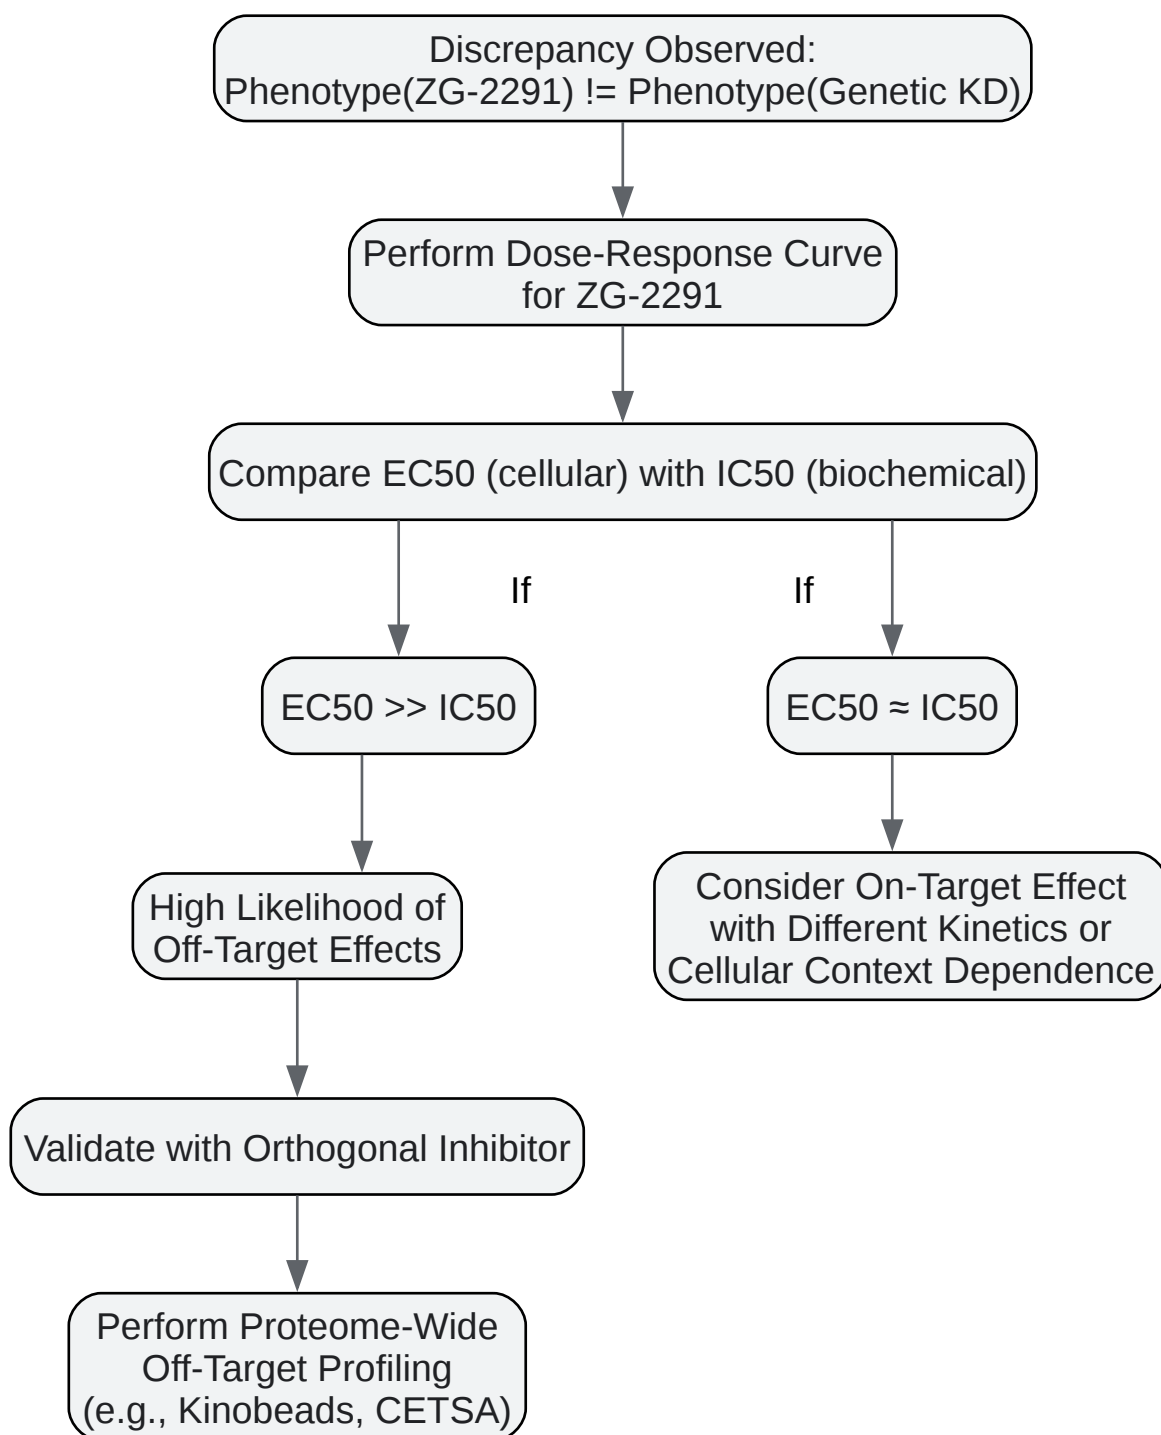 Discrepancy Observed:
Phenotype(ZG-2291) != Phenotype(Genetic KD)
Perform Dose-Response Curve
for ZG-2291
Compare EC50 (cellular) with IC50 (biochemical)
If
If
EC50 >> IC50
EC50 ≈ IC50
High Likelihood of
Off-Target Effects
Consider On-Target Effect
with Different Kinetics or
Cellular Context Dependence
Validate with Orthogonal Inhibitor
Perform Proteome-Wide
Off-Target Profiling
(e.g., Kinobeads, CETSA)